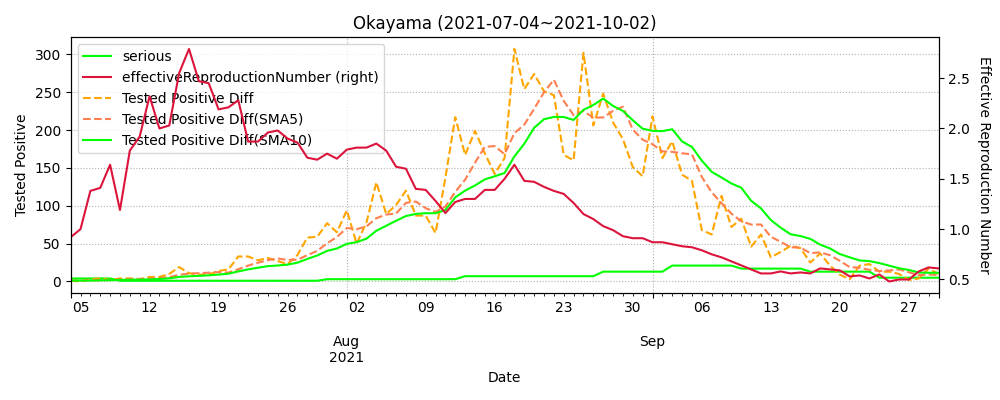 Okayama (2021-07-04~2021-10-02)
serious
effectiveReproductionNumber (right)
Tested Positive Diff
Tested Positive Diff(SMA5)
Tested Positive Diff(SMA10)
Tested Positive
300
250
200
150
100
50
0
Effective Reproduction Number
2.5
2.0
1.5
1.0
0.5
05 12 19 26 02 09 16 23 30 06 13 20 27
Aug Sep
2021
Date